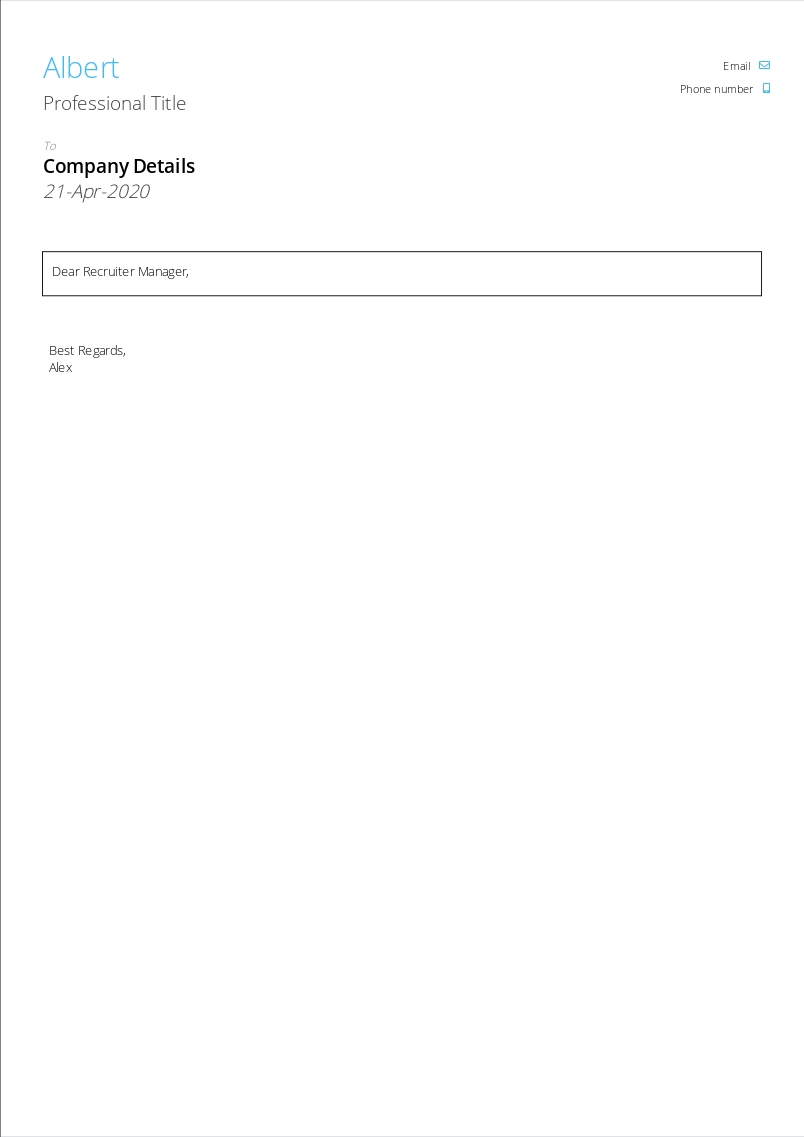 Albert
Professional Title
Email
Phone number
To
Company Details
21-Apr-2020
Dear Recruiter Manager,
Best Regards,
Alex